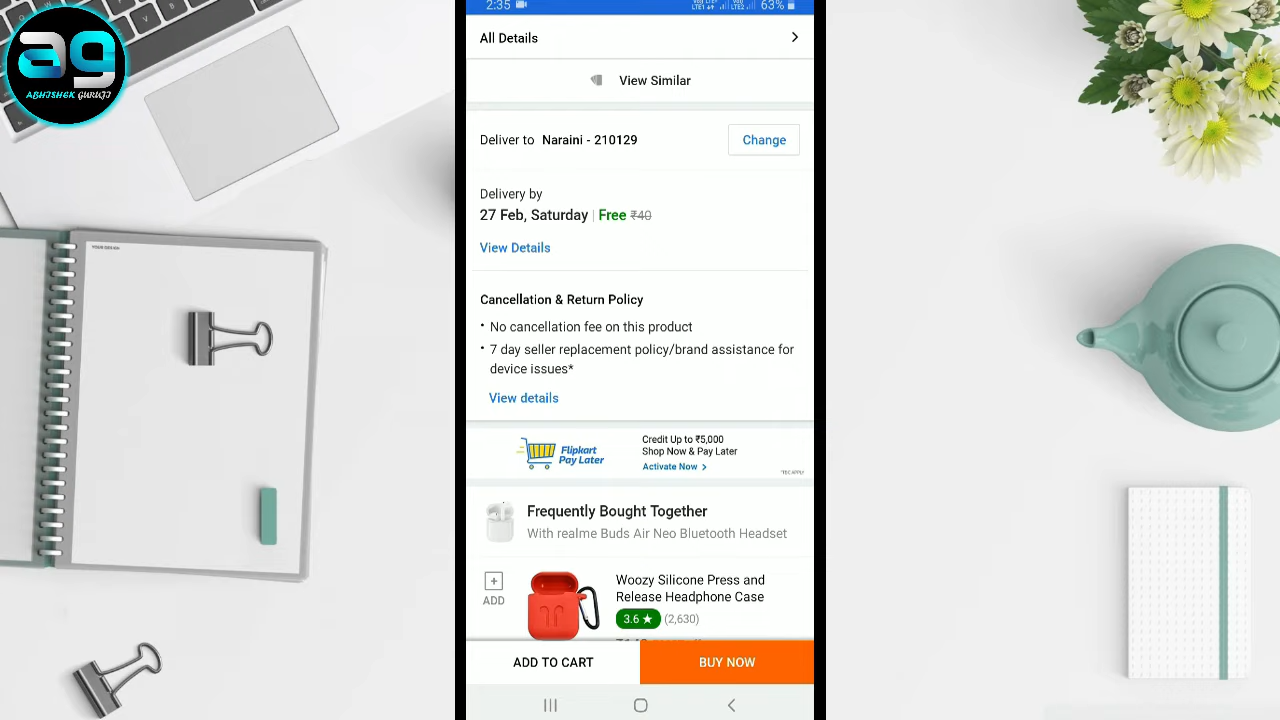 ag
ABHISHEK GURUJI
YOUR DESIGN
2:35
63%
All Details
View Similar
Deliver to Naraini - 210129
Change
Delivery by
27 Feb, Saturday | Free ₹40
View Details
Cancellation & Return Policy
• No cancellation fee on this product
• 7 day seller replacement policy/brand assistance for
device issues*
View details
Flipkart
Pay Later
Credit Up to ₹5,000
Shop Now & Pay Later
Activate Now >
*T&C APPLY
Frequently Bought Together
With realme Buds Air Neo Bluetooth Headset
+
ADD
Woozy Silicone Press and
Release Headphone Case
3.6 ★ (2,630)
ADD TO CART
BUY NOW